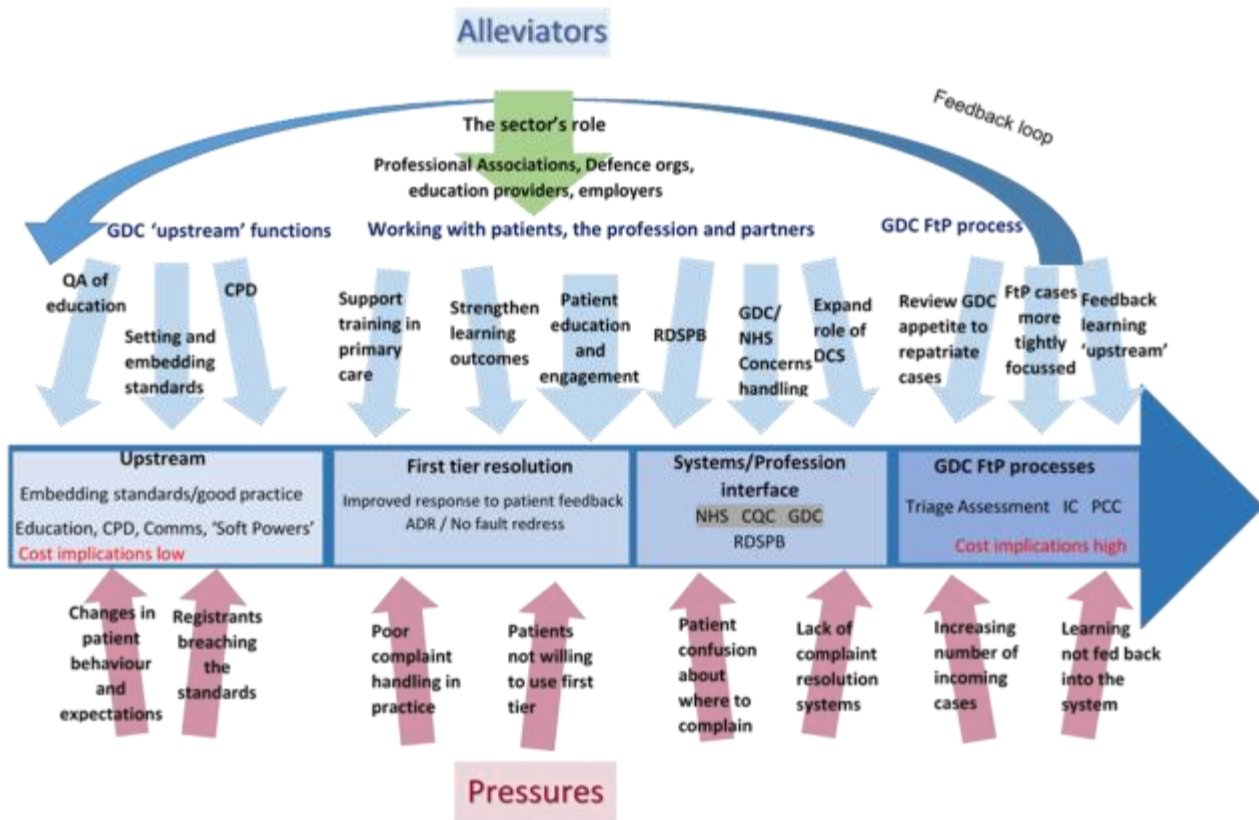 Alleviators
Feedback loop
The sector's role
Professional Associations, Defence orgs,
education providers, employers
GDC 'upstream' functions
Working with patients, the profession and partners
GDC FtP process
QA of
education
Setting and
embedding
standards
CPD
Support
training in
primary
care
Strengthen
learning
outcomes
Patient
education
and
engagement
RDSPB
GDC/
NHS
Concerns
handling
Expand
role of
DCS
Review GDC
appetite to
repatriate
cases
FtP cases
more
tightly
focussed
Feedback
learning
'upstream'
Upstream
Embedding standards/good practice
Education, CPD, Comms, 'Soft Powers'
Cost implications low
First tier resolution
Improved response to patient feedback
ADR / No fault redress
Systems/Profession
interface
NHS CQC GDC
RDSPB
GDC FtP processes
Triage Assessment IC PCC
Cost implications high
Changes in
patient
behaviour
and
expectations
Registrants
breaching
the
standards
Poor
complaint
handling in
practice
Patients
not willing
to use first
tier
Patient
confusion
about
where to
complain
Lack of
complaint
resolution
systems
Increasing
number of
incoming
cases
Learning
not fed back
into the
system
Pressures